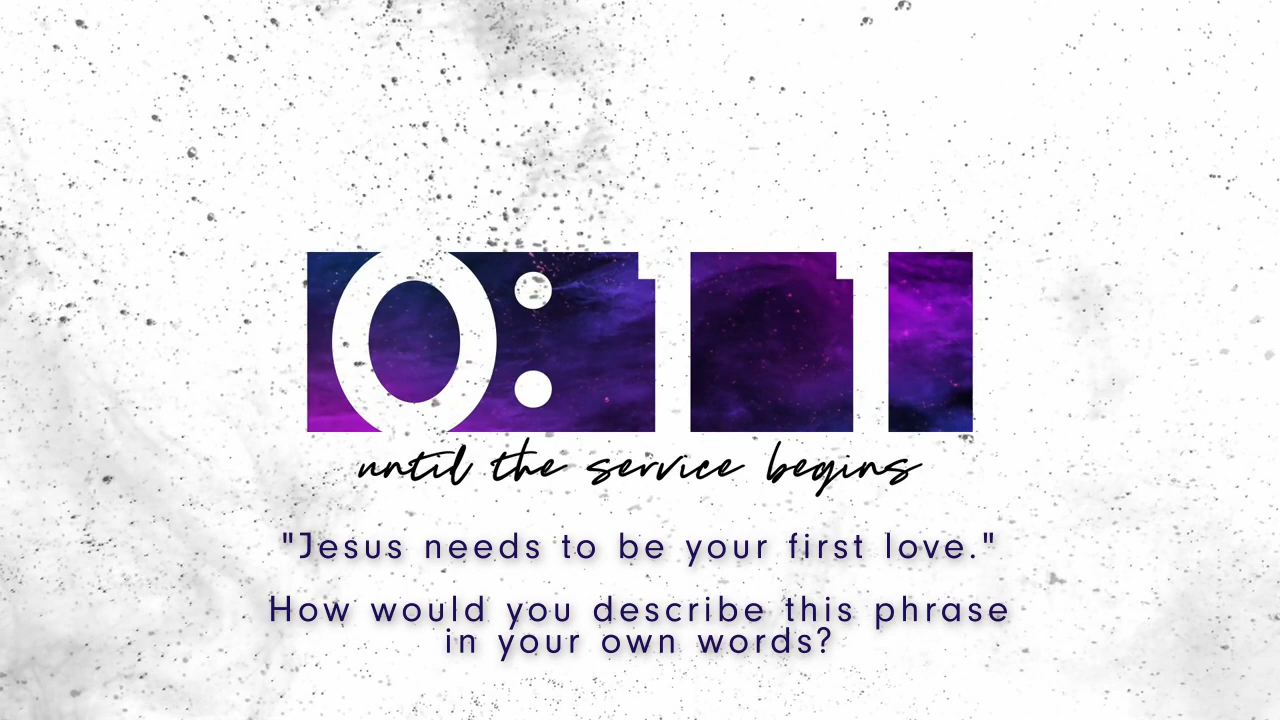 0:11
until the service begins
"Jesus needs to be your first love."
How would you describe this phrase
in your own words?